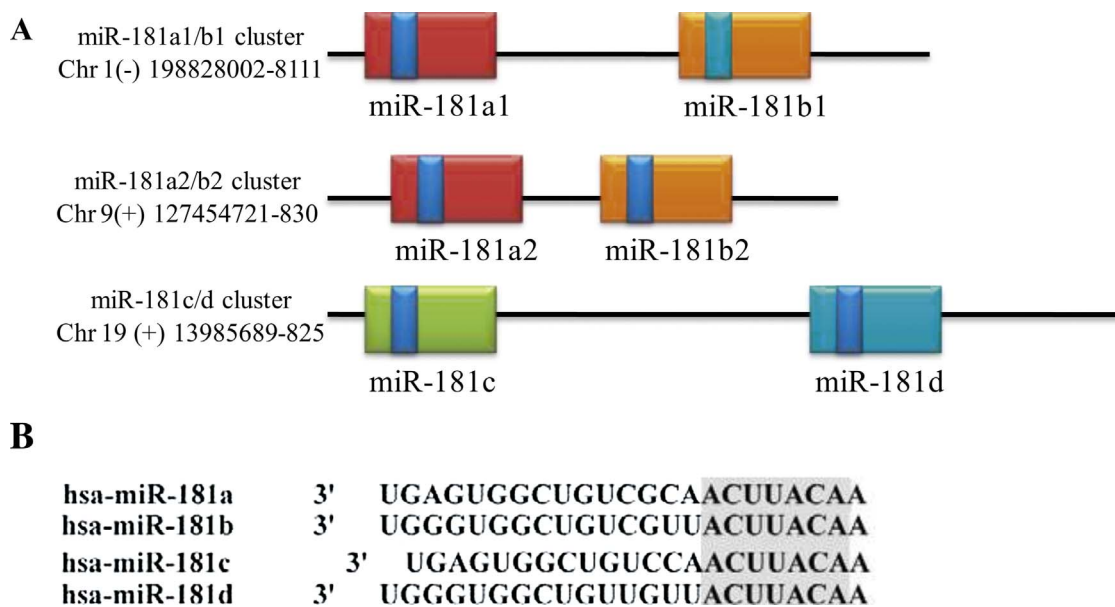 A
miR-181a1/b1 cluster
Chr 1(-) 198828002-8111
miR-181a1
miR-181b1
miR-181a2/b2 cluster
Chr 9(+) 127454721-830
miR-181a2
miR-181b2
miR-181c/d cluster
Chr 19 (+) 13985689-825
miR-181c
miR-181d
B
hsa-miR-181a 3' UGAGUGGCUGUCGCAACUUACAA
hsa-miR-181b 3' UGGGUGGCUGUCGUUACUUACAA
hsa-miR-181c 3' UGAGUGGCUGUCCAACUUACAA
hsa-miR-181d 3' UGGGUGGCUGUUGUUACUUACAA